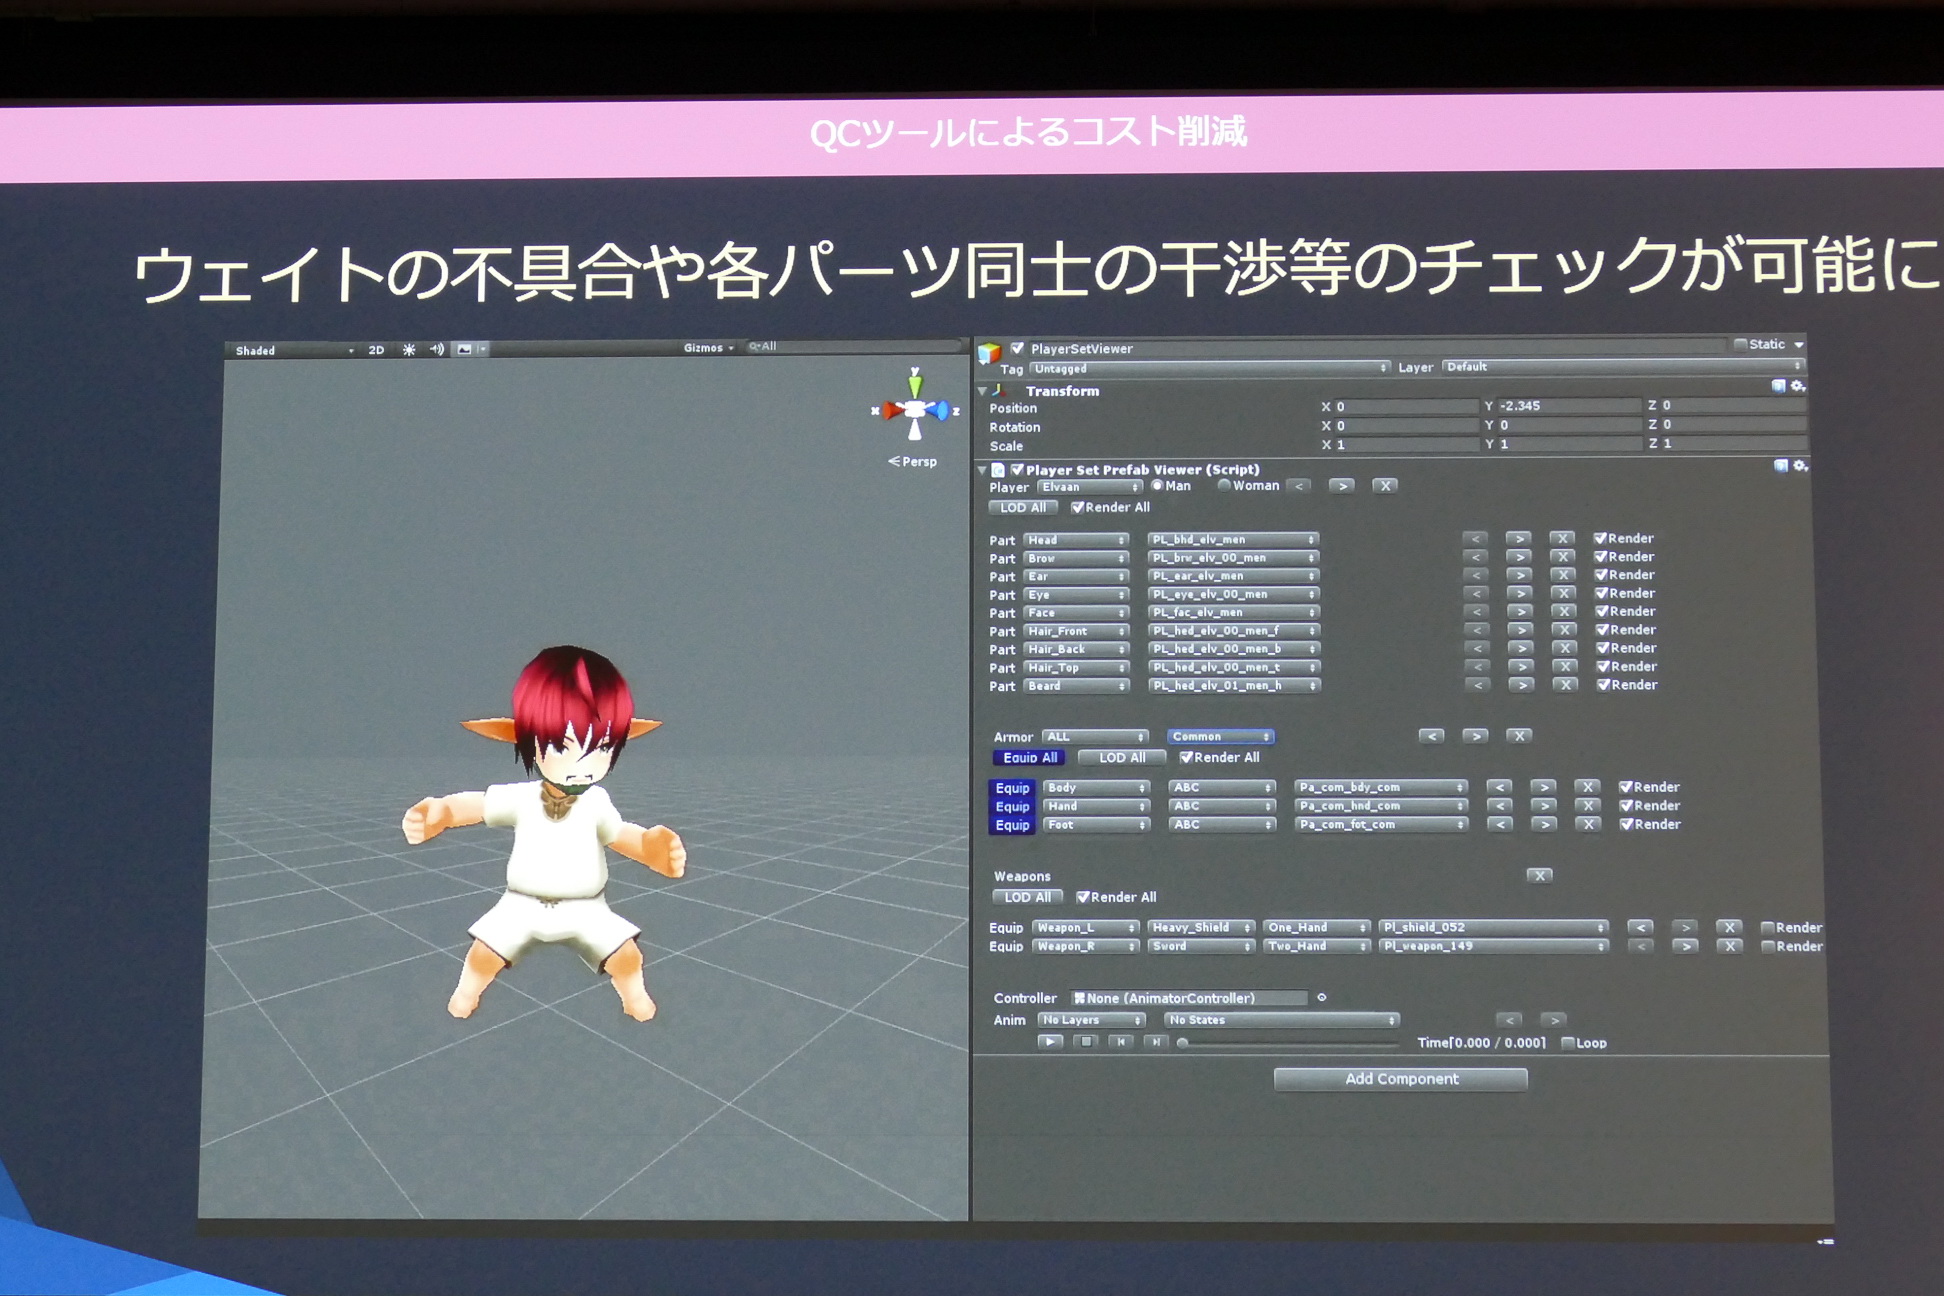 QCツールによるコスト削減
ウェイトの不具合や各パーツ同士の干渉等のチェックが可能に
Shaded 2D Gizmos All
y
x z
Persp
PlayerSetViewer Static
Tag Untagged Layer Default
Transform
Position X 0 Y -2.345 Z 0
Rotation X 0 Y 0 Z 0
Scale X 1 Y 1 Z 1
Player Set Prefab Viewer (Script)
Player Elvaan Man Woman < > X
LOD All Render All
Part Head PL_bhd_elv_men < > X Render
Part Brow PL_brw_elv_00_men < > X Render
Part Ear PL_ear_elv_men < > X Render
Part Eye PL_eye_elv_00_men < > X Render
Part Face PL_fac_elv_men < > X Render
Part Hair_Front PL_hed_elv_00_men_f < > X Render
Part Hair_Back PL_hed_elv_00_men_b < > X Render
Part Hair_Top PL_hed_elv_00_men_t < > X Render
Part Beard PL_hed_elv_01_men_h < > X Render
Armor ALL Common < > X
Equip All LOD All Render All
Equip Body ABC Pa_com_bdy_com < > X Render
Equip Hand ABC Pa_com_hnd_com < > X Render
Equip Foot ABC Pa_com_fot_com < > X Render
Weapons X
LOD All Render All
Equip Weapon_L Heavy_Shield One_Hand Pl_shield_052 < > X Render
Equip Weapon_R Sword Two_Hand Pl_weapon_149 < > X Render
Controller None (AnimatorController)
Anim No Layers No States < >
Time[0.000 / 0.000] Loop
Add Component